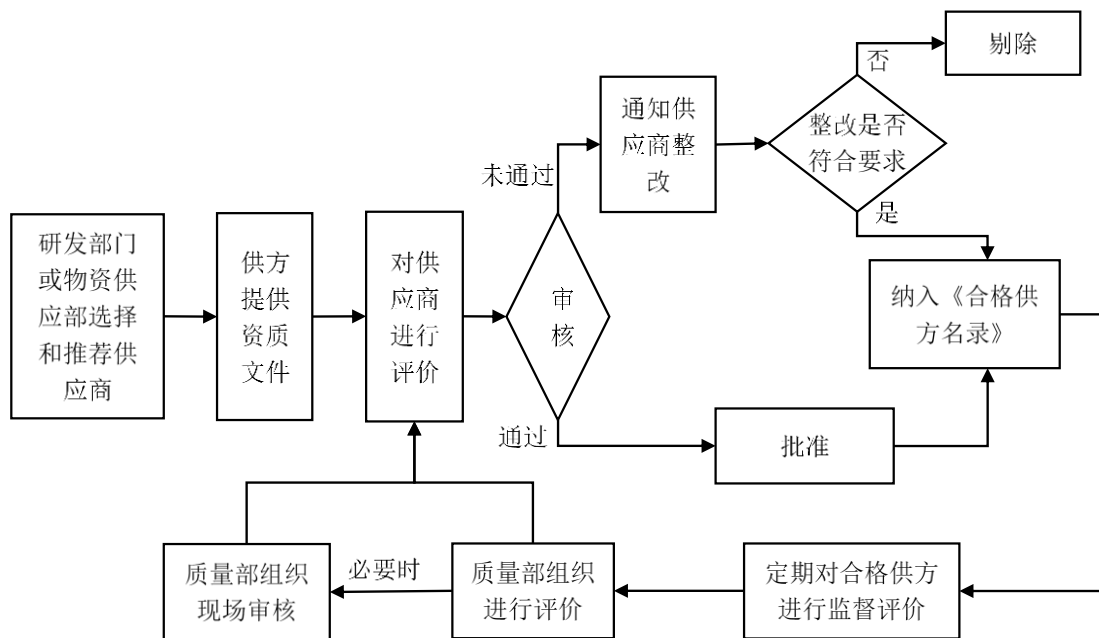 剔除
否
通知供
应商整
改
整改是否
符合要求
未通过
是
研发部门
或物资供
应部选择
和推荐供
应商
供方
提供
资质
文件
对供
应商
进行
评价
审
核
纳入《合格供
方名录》
通过
批准
质量部组织
现场审核
必要时
质量部组织
进行评价
定期对合格供方
进行监督评价